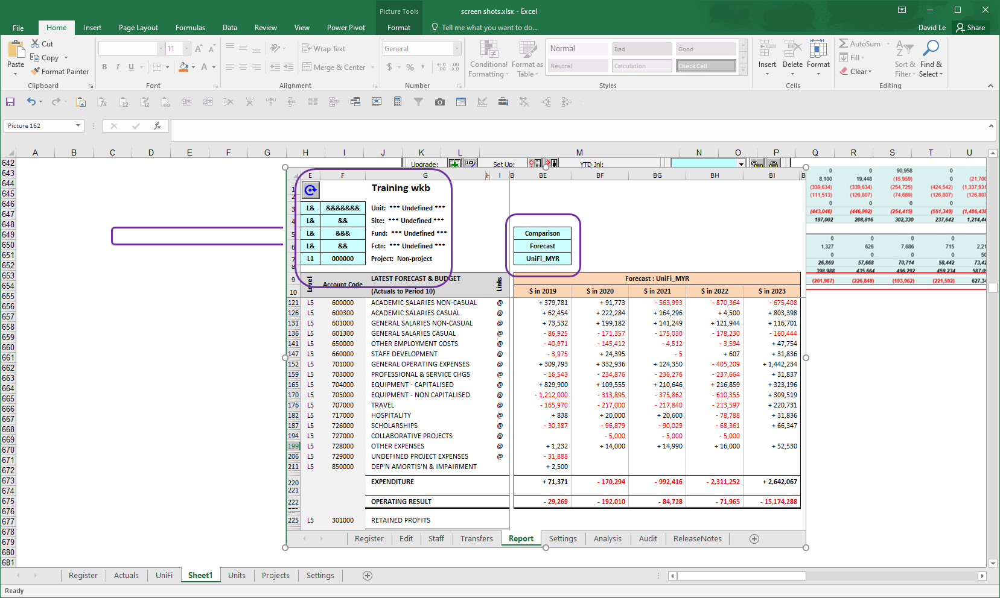 Picture Tools
screen shots.xlsx - Excel
File Home Insert Page Layout Formulas Data Review View Power Pivot Format Tell me what you want to do... David Le Share
Paste Cut Copy Format Painter Clipboard
11 B I U A A A Font
Wrap Text Merge & Center Alignment
General $ % , Number
Conditional Formatting Format as Table
Normal Bad Good
Neutral Calculation Check Cell
Styles
Insert Delete Format Cells
AutoSum Fill Clear Sort & Filter Find & Select Editing
Picture 162 fx
A B C D E F G H I J K L M N O P Q R S T U
642 Upgrade: Set Up: YTD Jnl:
643 0 0 90,958 0
644 8,100 19,448 (15,959) 0
645 (339,634) (339,634) (254,725) (424,542)
646 (111,513) (126,807) (74,689) (126,807)
0 0 0 0
647 (443,046) (446,992) (254,415) (551,349)
648 197,002 208,816 302,330 237,642
649
650 0 0 0 0
651 1,327 626 7,686 715
652 0 0 0 0
26,869 57,668 70,714 58,442
653 398,988 435,664 496,292 459,234
654 (201,987) (226,848) (193,962) (221,592)
655
656
657
658
659
660
661
662
663
664
665
666
667
668
669
670
671
672
673
674
675
676
677
678
679
680
681
E F G H I B BE BF BG BH BI B
1 Training wkb
3 L& &&&&&&& Unit: *** Undefined ***
4 L& && Site: *** Undefined ***
5 L& &&& Fund: *** Undefined *** Comparison
6 L& && Fctn: *** Undefined *** Forecast
7 L1 000000 Project: Non-project UniFi_MYR
9 Level Account Code LATEST FORECAST & BUDGET Links Forecast : UniFi_MYR
10 (Actuals to Period 10) $ in 2019 $ in 2020 $ in 2021 $ in 2022 $ in 2023
121 L5 600000 ACADEMIC SALARIES NON-CASUAL @ + 379,781 + 91,773 - 563,993 - 870,364 - 675,408
126 L5 600300 ACADEMIC SALARIES CASUAL @ + 62,454 + 222,284 + 164,296 + 4,500 + 803,398
131 L5 601000 GENERAL SALARIES NON-CASUAL @ + 73,532 + 199,182 + 141,249 + 121,944 + 116,701
136 L5 601300 GENERAL SALARIES CASUAL @ - 86,925 - 171,357 - 175,030 - 178,230 - 160,444
141 L5 650000 OTHER EMPLOYMENT COSTS @ - 40,971 - 145,412 - 4,512 - 3,594 + 47,754
147 L5 660000 STAFF DEVELOPMENT @ - 3,975 + 24,395 - 5 + 607 + 31,836
152 L5 701000 GENERAL OPERATING EXPENSES @ + 309,793 + 332,936 + 124,350 - 405,209 + 1,442,234
159 L5 703000 PROFESSIONAL & SERVICE CHGS @ - 16,543 - 234,876 - 236,276 - 237,664 + 31,837
165 L5 704000 EQUIPMENT - CAPITALISED @ + 829,900 + 109,555 + 210,646 + 216,859 + 323,196
170 L5 705000 EQUIPMENT - NON CAPITALISED @ - 1,212,000 - 313,895 - 375,862 - 610,355 + 309,519
176 L5 707000 TRAVEL @ - 165,970 - 217,000 - 217,840 - 213,597 + 220,731
182 L5 717000 HOSPITALITY @ + 838 + 20,000 + 20,600 - 78,788 + 31,836
187 L5 726000 SCHOLARSHIPS @ - 30,387 - 96,879 - 90,029 - 68,361 + 66,347
194 L5 727000 COLLABORATIVE PROJECTS @ - 5,000 - 5,000 - 5,000
199 L5 728000 OTHER EXPENSES @ + 1,232 + 14,000 + 14,990 + 16,000 + 52,530
206 L5 729000 UNDEFINED PROJECT EXPENSES @ - 31,888
211 L5 850000 DEP'N AMORTIS'N & IMPAIRMENT + 2,500
220 EXPENDITURE + 71,371 - 170,294 - 992,416 - 2,311,252 + 2,642,067
221
222 OPERATING RESULT - 29,269 - 192,010 - 84,728 - 71,965 - 15,174,288
225 L5 301000 RETAINED PROFITS
Register Edit Staff Transfers Report Settings Analysis Audit ReleaseNotes
Register Actuals UniFi Sheet1 Units Projects Settings
Ready